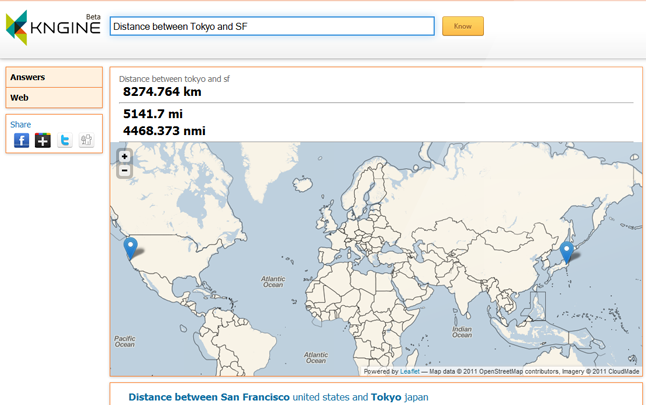 Beta
KNGINE
Distance between Tokyo and SF
Know
Answers
Web
Share
Distance between tokyo and sf
8274.764 km
5141.7 mi
4468.373 nmi
+
−
Atlantic
Ocean
Pacific
Ocean
Indian
Ocean
Atlantic
Ocean
Powered by Leaflet — Map data © 2011 OpenStreetMap contributors, Imagery © 2011 CloudMade
Distance between San Francisco united states and Tokyo japan